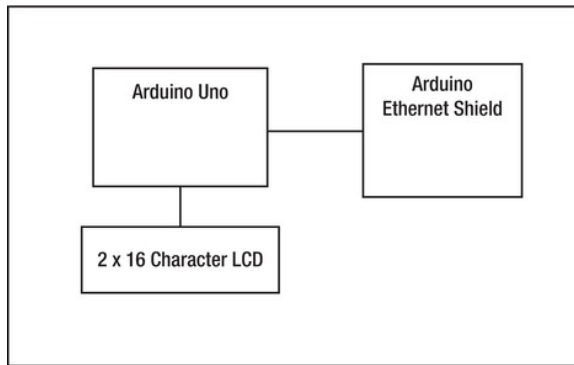 Arduino Uno
Arduino
Ethernet Shield
2 x 16 Character LCD